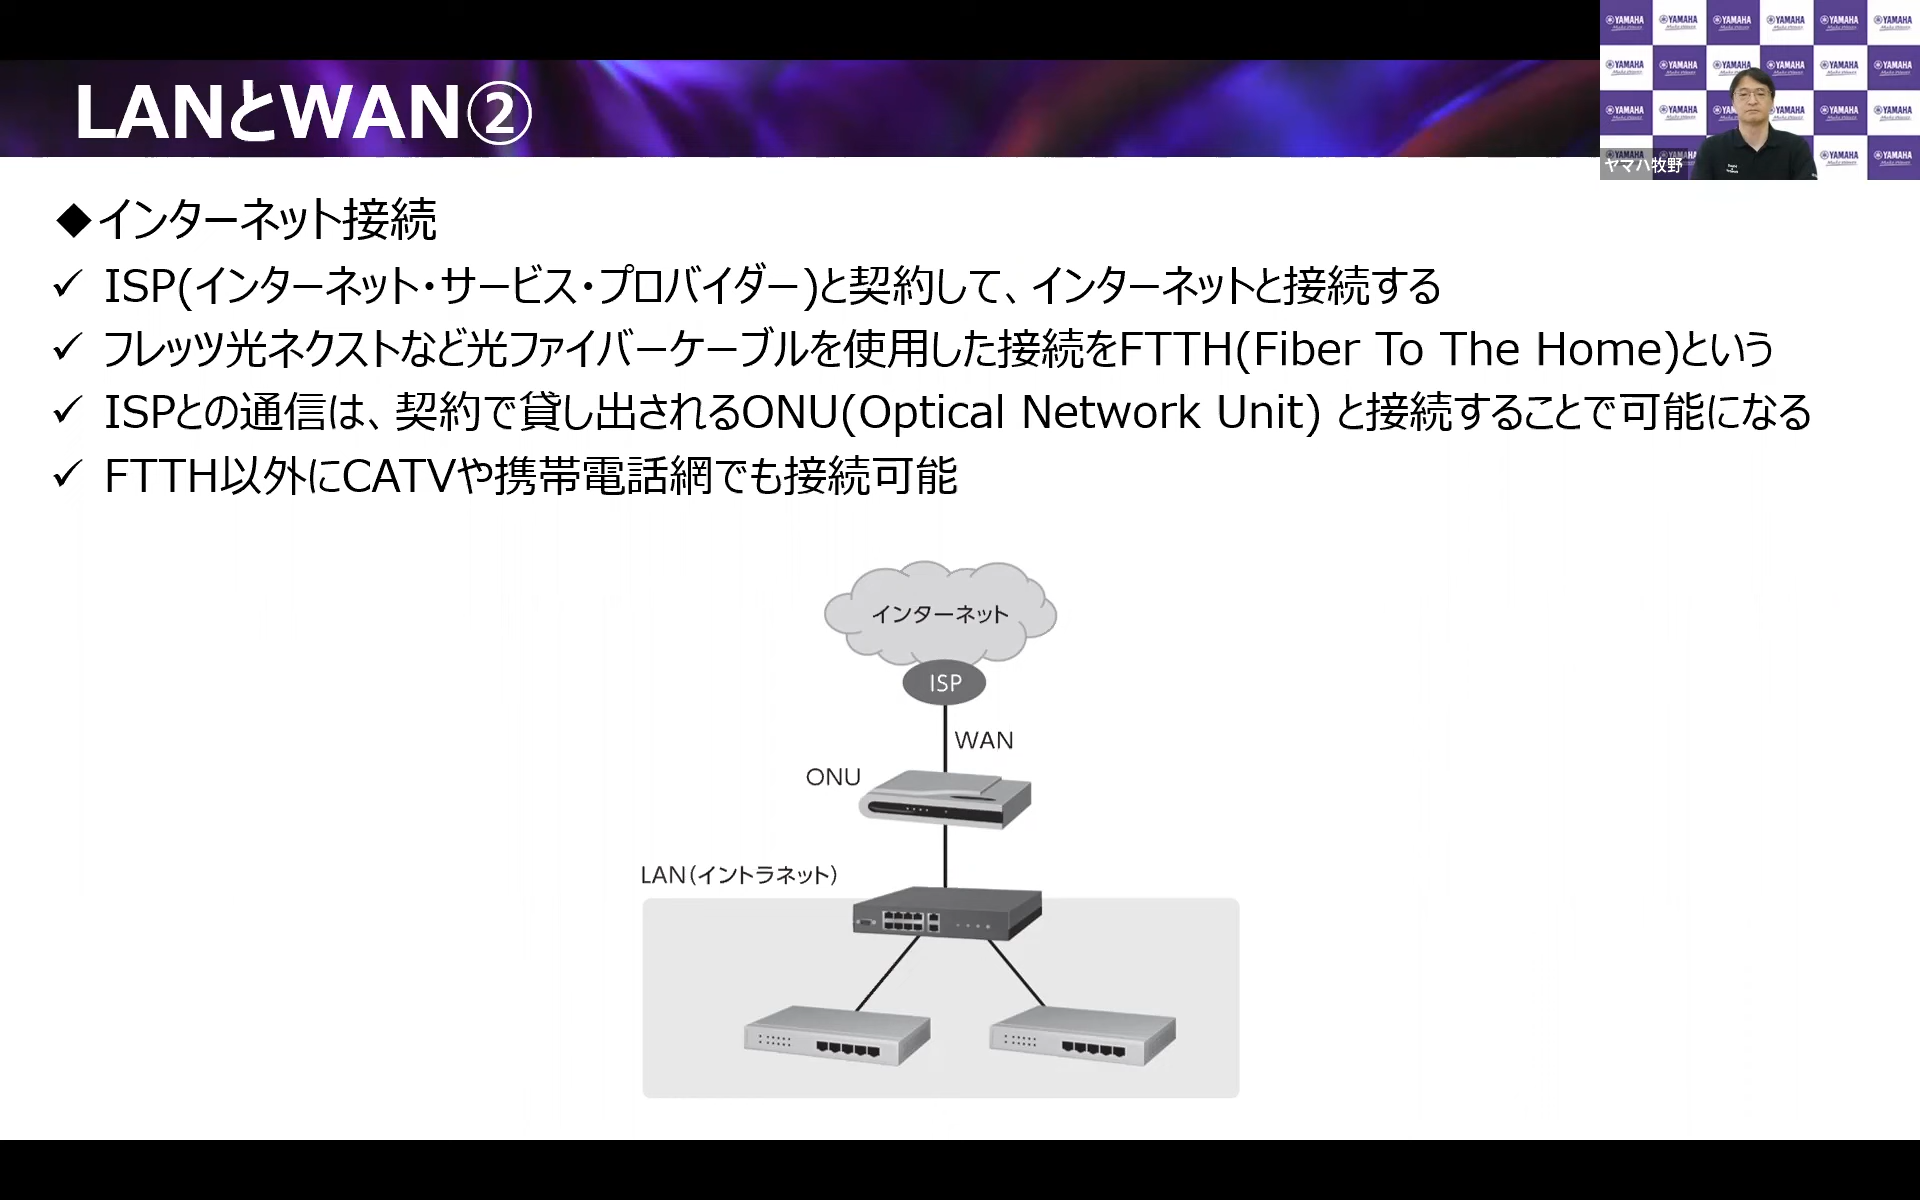 LANとWAN②
YAMAHA YAMAHA YAMAHA YAMAHA YAMAHA YAMAHA
Make Waves
ヤマハ牧野
◆インターネット接続
✓ ISP(インターネット・サービス・プロバイダー)と契約して、インターネットと接続する
✓ フレッツ光ネクストなど光ファイバーケーブルを使用した接続をFTTH(Fiber To The Home)という
✓ ISPとの通信は、契約で貸し出されるONU(Optical Network Unit) と接続することで可能になる
✓ FTTH以外にCATVや携帯電話網でも接続可能
インターネット
ISP
WAN
ONU
LAN(イントラネット)